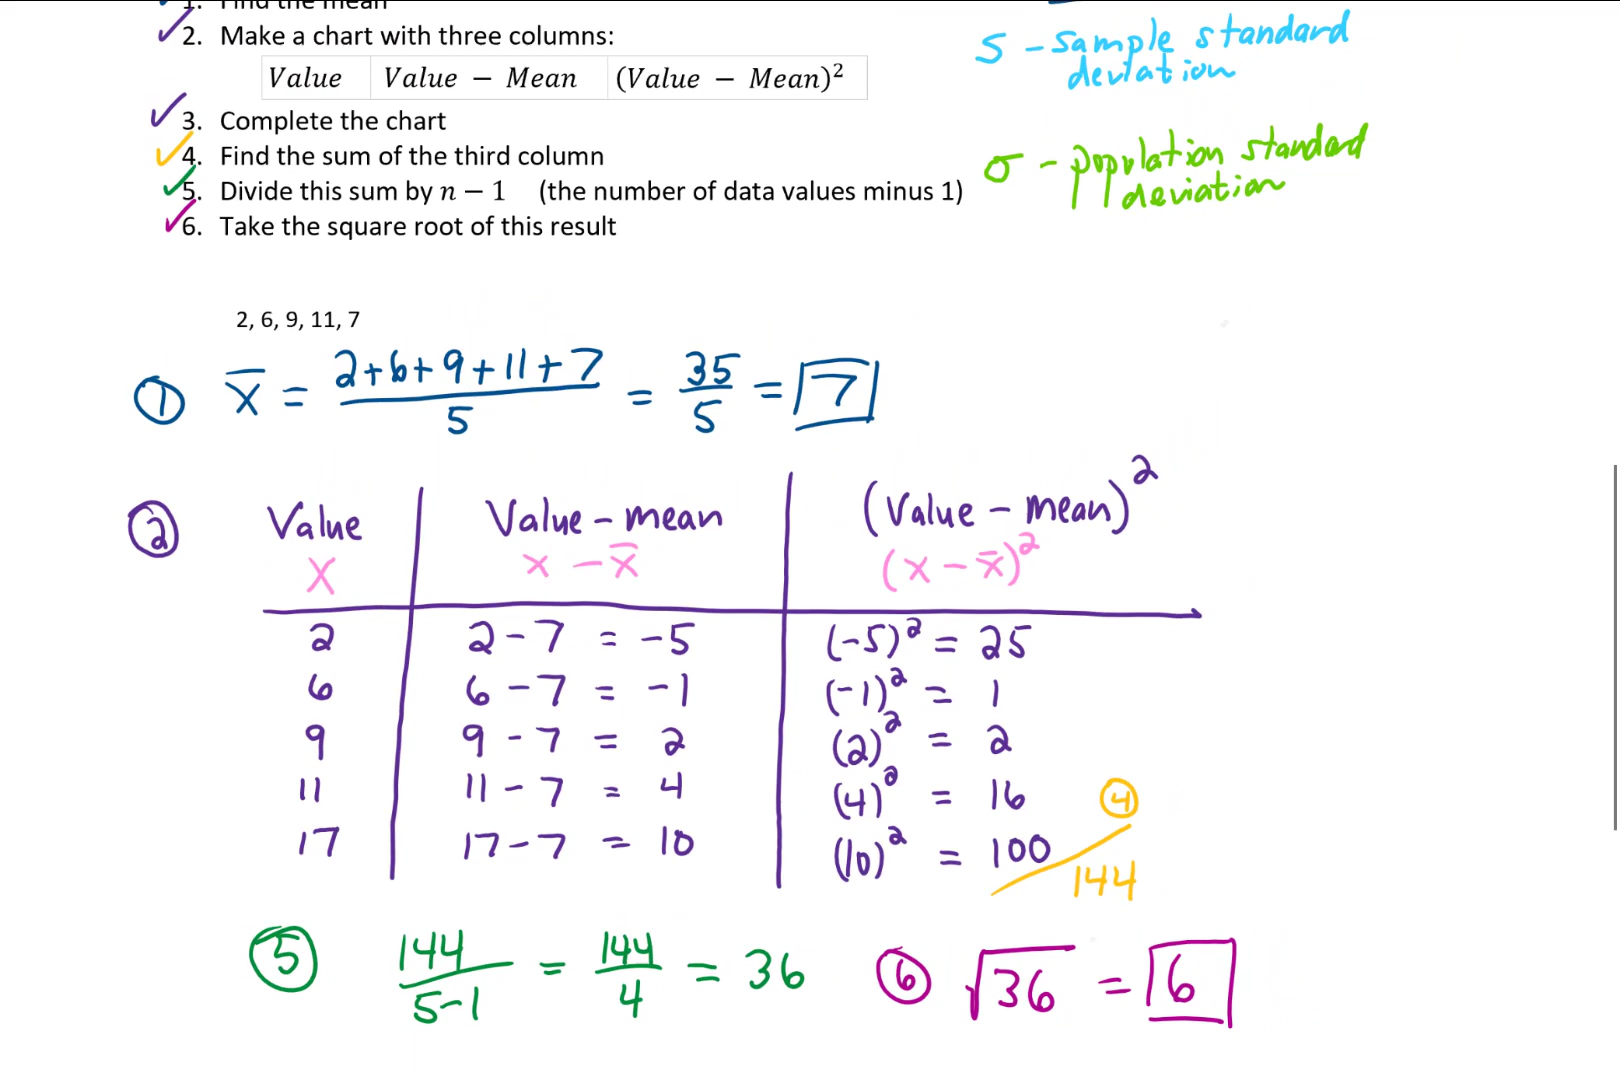 1. Find the mean
2. Make a chart with three columns:
Value Value − Mean (Value − Mean)²
3. Complete the chart
4. Find the sum of the third column
5. Divide this sum by n − 1 (the number of data values minus 1)
6. Take the square root of this result
S - Sample standard
deviation
σ - population standard
deviation
2, 6, 9, 11, 7
① x̄ = (2+6+9+11+7)/5 = 35/5 = 7
② Value Value - mean (Value - mean)²
x x - x̄ (x - x̄)²
2 2 - 7 = -5 (-5)² = 25
6 6 - 7 = -1 (-1)² = 1
9 9 - 7 = 2 (2)² = 2
11 11 - 7 = 4 (4)² = 16 ④
17 17 - 7 = 10 (10)² = 100
144
⑤ 144/(5-1) = 144/4 = 36 ⑥ √36 = 6